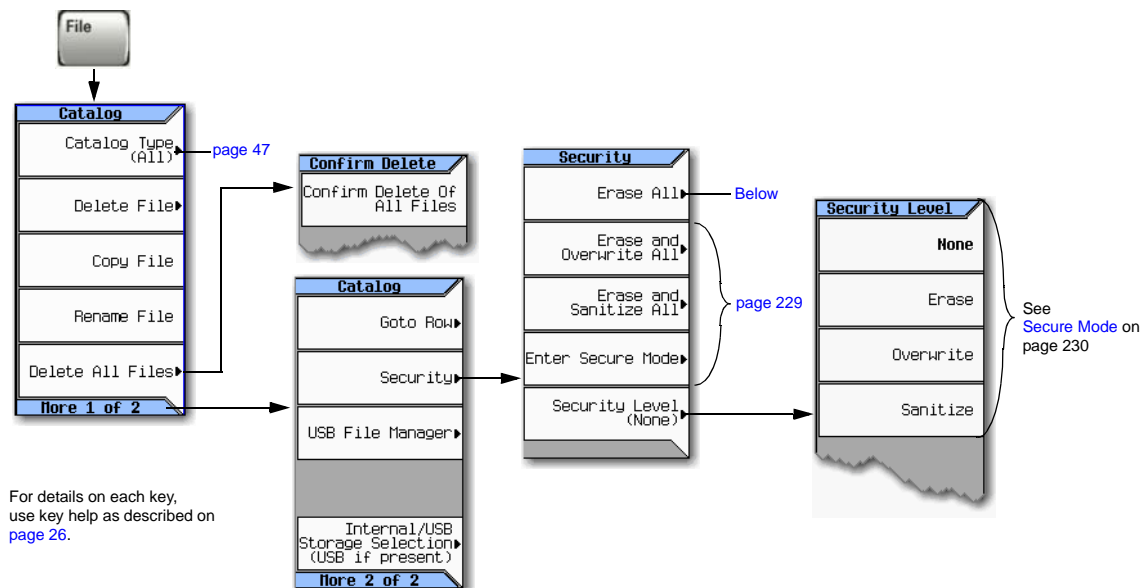 File
Catalog
Catalog Type
(All)
page 47
Delete File
Copy File
Rename File
Delete All Files
More 1 of 2
For details on each key,
use key help as described on
page 26.
Confirm Delete
Confirm Delete Of
All Files
Catalog
Goto Row
Security
USB File Manager
Internal/USB
Storage Selection
(USB if present)
More 2 of 2
Security
Erase All
Below
Erase and
Overwrite All
Erase and
Sanitize All
Enter Secure Mode
page 229
Security Level
(None)
Security Level
None
Erase
Overwrite
Sanitize
See
Secure Mode on
page 230